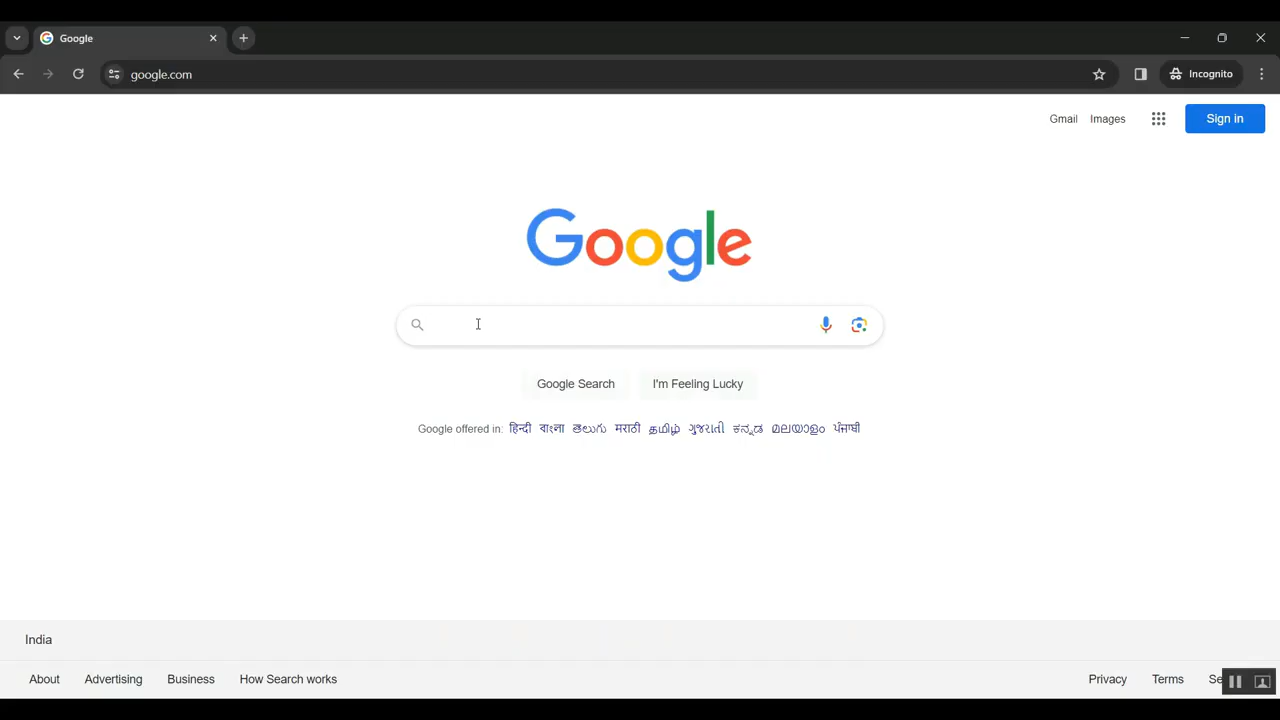 Google
google.com
Incognito
Gmail Images Sign in
Google
Google Search I'm Feeling Lucky
Google offered in: हिन्दी বাংলা తెలుగు मराठी தமிழ் ગુજરાતી ಕನ್ನಡ മലയാളം ਪੰਜਾਬੀ
India
About Advertising Business How Search works Privacy Terms Se